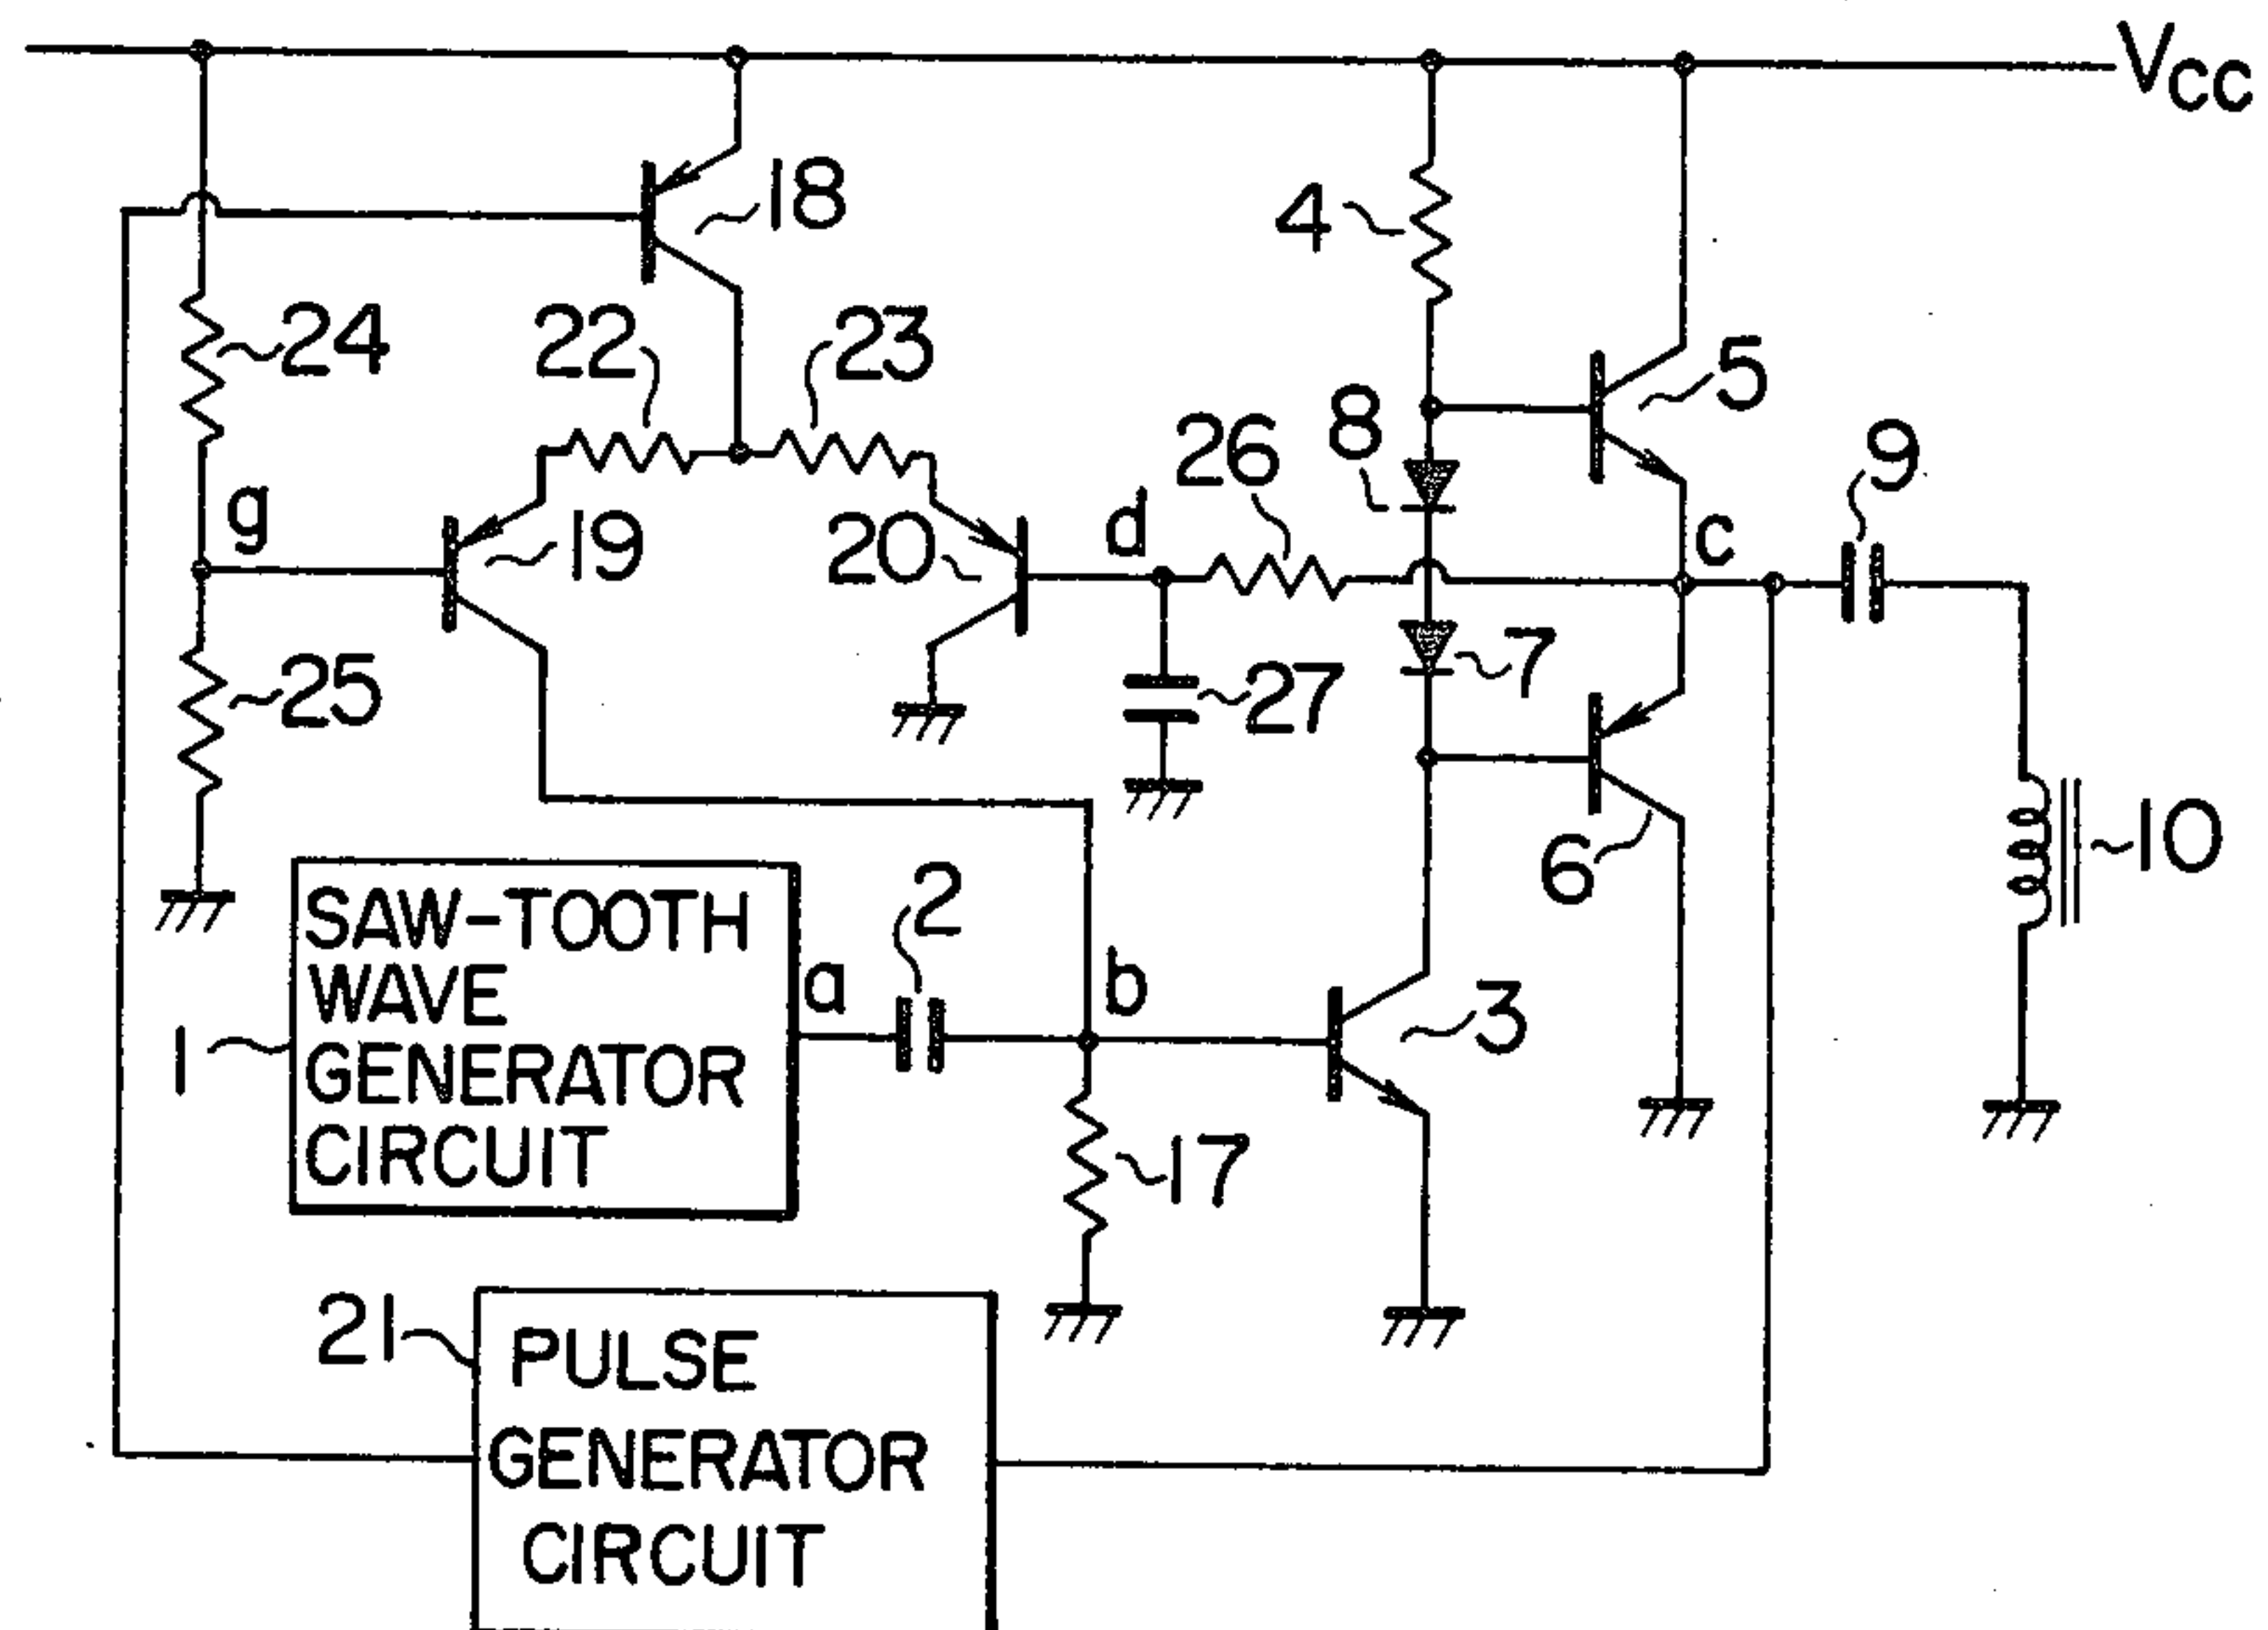 Vcc
18
4
24
22
23
5
8
26
9
g
19
20
d
c
25
27
7
10
6
SAW-TOOTH
WAVE
GENERATOR
CIRCUIT
2
a
b
1
3
17
21
PULSE
GENERATOR
CIRCUIT